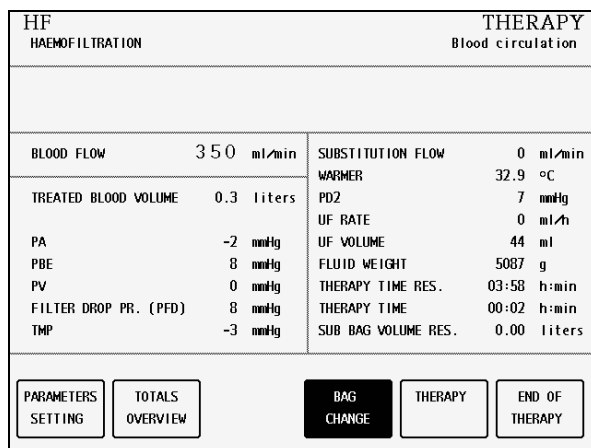 HF THERAPY
HAEMOFILTRATION Blood circulation
BLOOD FLOW 350 ml/min
TREATED BLOOD VOLUME 0.3 liters
PA -2 mmHg
PBE 8 mmHg
PV 0 mmHg
FILTER DROP PR. (PFD) 8 mmHg
TMP -3 mmHg
SUBSTITUTION FLOW 0 ml/min
WARMER 32.9 °C
PD2 7 mmHg
UF RATE 0 ml/h
UF VOLUME 44 ml
FLUID WEIGHT 5087 g
THERAPY TIME RES. 03:58 h:min
THERAPY TIME 00:02 h:min
SUB BAG VOLUME RES. 0.00 liters
PARAMETERS
SETTING
TOTALS
OVERVIEW
BAG
CHANGE
THERAPY
END OF
THERAPY